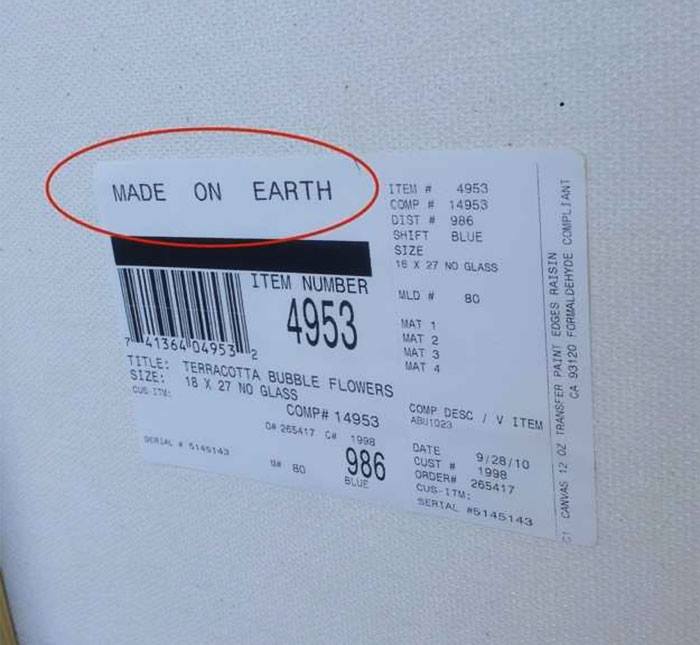 MADE ON EARTH
ITEM NUMBER
4953
7 41364 04953 2
TITLE: TERRACOTTA BUBBLE FLOWERS
SIZE: 18 X 27 NO GLASS
CUS-ITM:
COMP# 14953
O# 265417 C# 1998
SERIAL # 5145143
986
BLUE
ITEM # 4953
COMP # 14953
DIST # 986
SHIFT BLUE
SIZE
18 X 27 NO GLASS
MLD # 80
MAT 1
MAT 2
MAT 3
MAT 4
COMP DESC / V ITEM
ABU1023
DATE 9/28/10
CUST # 1998
ORDER# 265417
CUS-ITM:
SERIAL #5145143
C1 CANVAS 12 OZ TRANSFER PAINT EDGES RAISIN
CA 93120 FORMALDEHYDE COMPLIANT